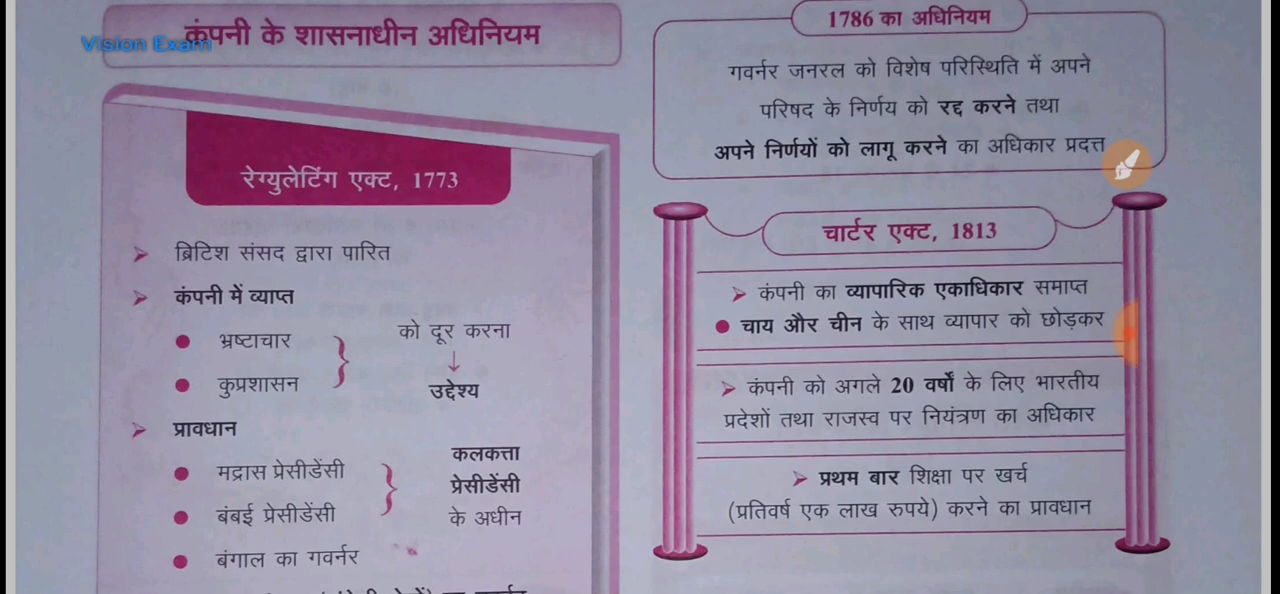 कंपनी के शासनाधीन अधिनियम
Vision Exam
रेग्युलेटिंग एक्ट, 1773
➢ ब्रिटिश संसद द्वारा पारित
➢ कंपनी में व्याप्त
● भ्रष्टाचार
● कुप्रशासन
को दूर करना
↓
उद्देश्य
➢ प्रावधान
● मद्रास प्रेसीडेंसी
● बंबई प्रेसीडेंसी
कलकत्ता
प्रेसीडेंसी
के अधीन
● बंगाल का गवर्नर
1786 का अधिनियम
गवर्नर जनरल को विशेष परिस्थिति में अपने
परिषद के निर्णय को रद्द करने तथा
अपने निर्णयों को लागू करने का अधिकार प्रदत्त
चार्टर एक्ट, 1813
➢ कंपनी का व्यापारिक एकाधिकार समाप्त
● चाय और चीन के साथ व्यापार को छोड़कर
➢ कंपनी को अगले 20 वर्षों के लिए भारतीय
प्रदेशों तथा राजस्व पर नियंत्रण का अधिकार
➢ प्रथम बार शिक्षा पर खर्च
(प्रतिवर्ष एक लाख रुपये) करने का प्रावधान